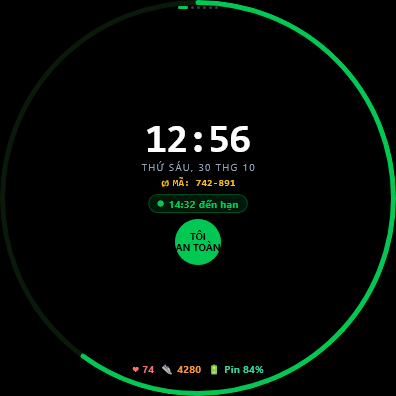 12:56
THỨ SÁU, 30 THG 10
MÃ: 742-891
14:32 đến hạn
TÔI
AN TOÀN
74 4280 Pin 84%